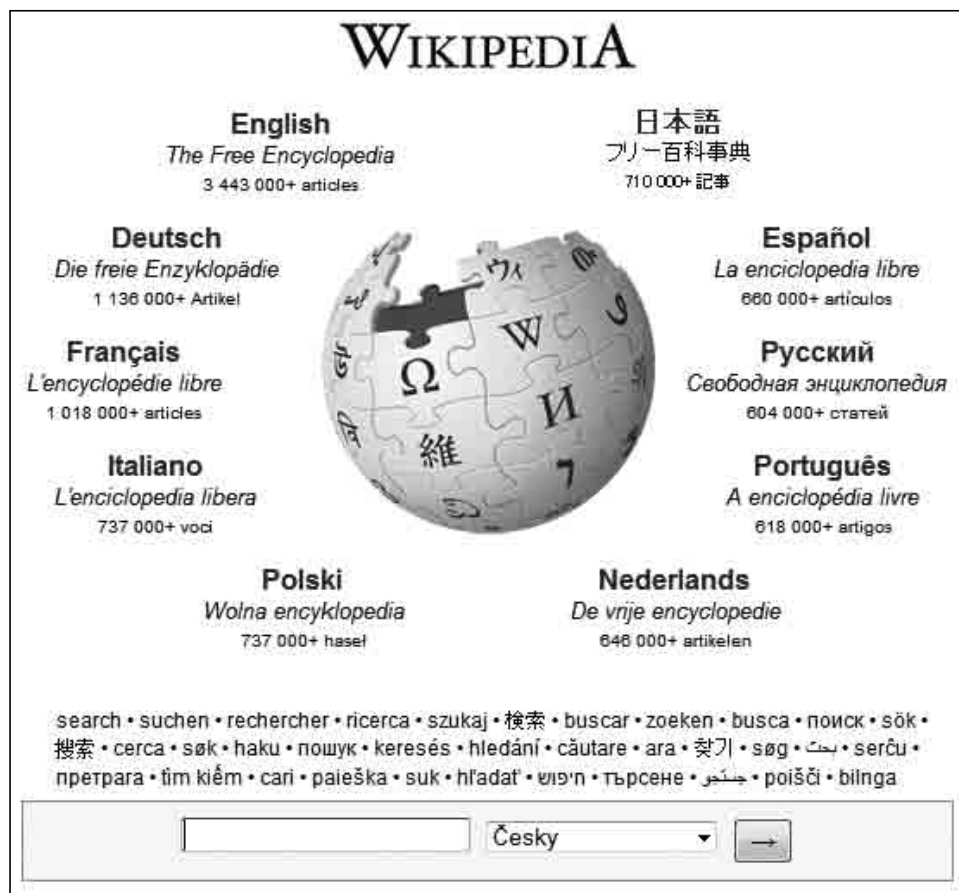 WIKIPEDIA
English
The Free Encyclopedia
3 443 000+ articles
日本語
フリー百科事典
710 000+ 記事
Deutsch
Die freie Enzyklopädie
1 136 000+ Artikel
Español
La enciclopedia libre
660 000+ artículos
Français
L'encyclopédie libre
1 018 000+ articles
Русский
Свободная энциклопедия
604 000+ статей
Italiano
L'enciclopedia libera
737 000+ voci
Português
A enciclopédia livre
618 000+ artigos
Polski
Wolna encyklopedia
737 000+ haseł
Nederlands
De vrije encyclopedie
646 000+ artikelen
ウィ
Ω W И
維 7
search • suchen • rechercher • ricerca • szukaj • 検索 • buscar • zoeken • busca • поиск • sök •
搜索 • cerca • søk • haku • пошук • keresés • hledání • căutare • ara • 찾기 • søg • بحث • serĉu •
претрага • tìm kiếm • cari • paieška • suk • hľadať • חיפוש • търсене • جستجو • poišči • bilnga
Česky
→